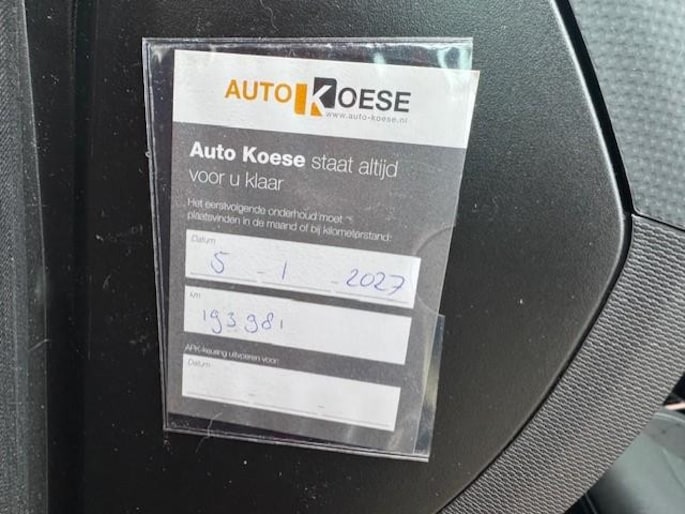 AUTO KOESE
www.auto-koese.nl
Auto Koese staat altijd
voor u klaar
Het eerstvolgende onderhoud moet
plaatsvinden in de maand of bij kilometerstand:
Datum
5 - 1 - 2027
km
193981
APK-keuring uitvoeren voor:
Datum
- -